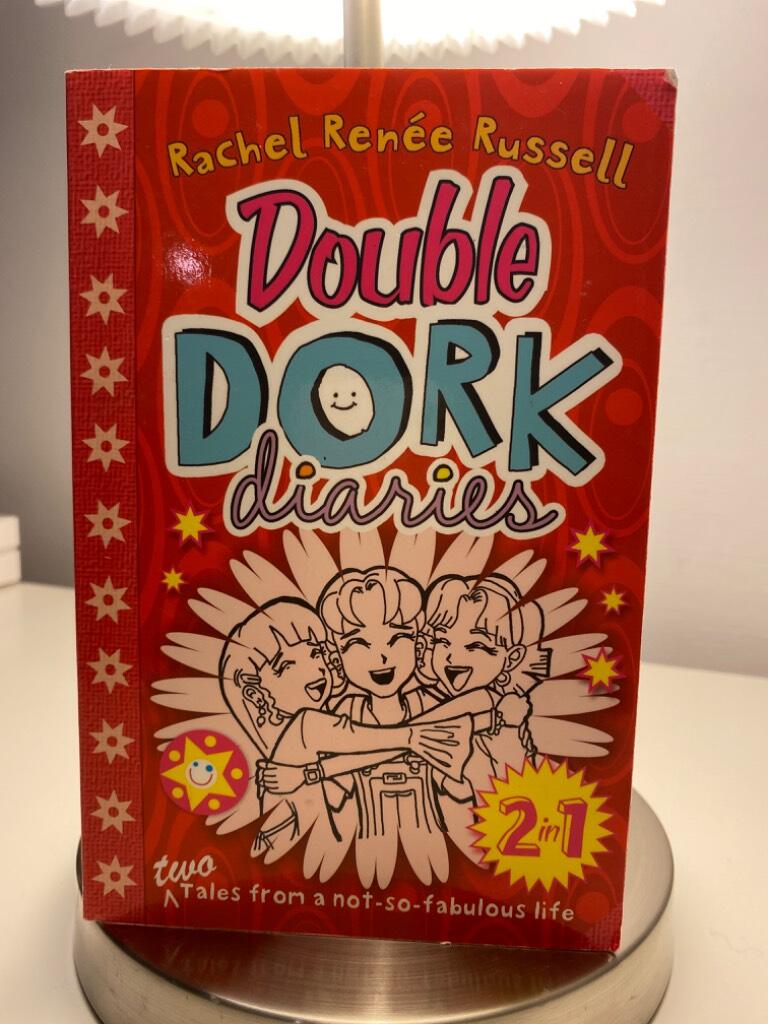 Rachel Renée Russell
Double
DORK
diaries
2 in 1
two
^Tales from a not-so-fabulous life